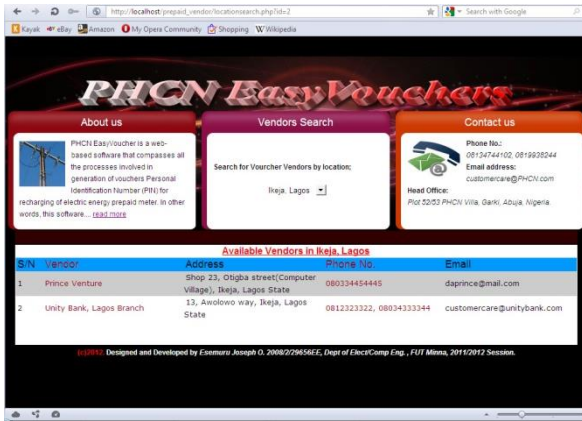 http://localhost/prepaid_vendor/locationsearch.php?id=2
Search with Google
Kayak eBay Amazon My Opera Community Shopping Wikipedia
PHCN EasyVouchers
About us
PHCN EasyVoucher is a web-
based software that compasses all
the processes involved in
generation of vouchers Personal
Identification Number (PIN) for
recharging of electric energy prepaid meter. In other
words, this software... read more
Vendors Search
Search for Vourcher Vendors by location;
Ikeja, Lagos
Contact us
Phone No.:
08134744102, 0819938244
Email address:
customercare@PHCN.com
Head Office:
Plot 52/53 PHCN Villa, Garki, Abuja, Nigeria.
Available Vendors in Ikeja, Lagos
S/N Vendor Address Phone No. Email
1 Prince Venture Shop 23, Otigba street(Computer Village), Ikeja, Lagos State 080334454445 daprince@mail.com
2 Unity Bank, Lagos Branch 13, Awolowo way, Ikeja, Lagos State 0812323322, 08034333344 customercare@unitybank.com
(c)2012. Designed and Developed by Esemuru Joseph O. 2008/2/29656EE, Dept of Elect/Comp Eng. , FUT Minna, 2011/2012 Session.